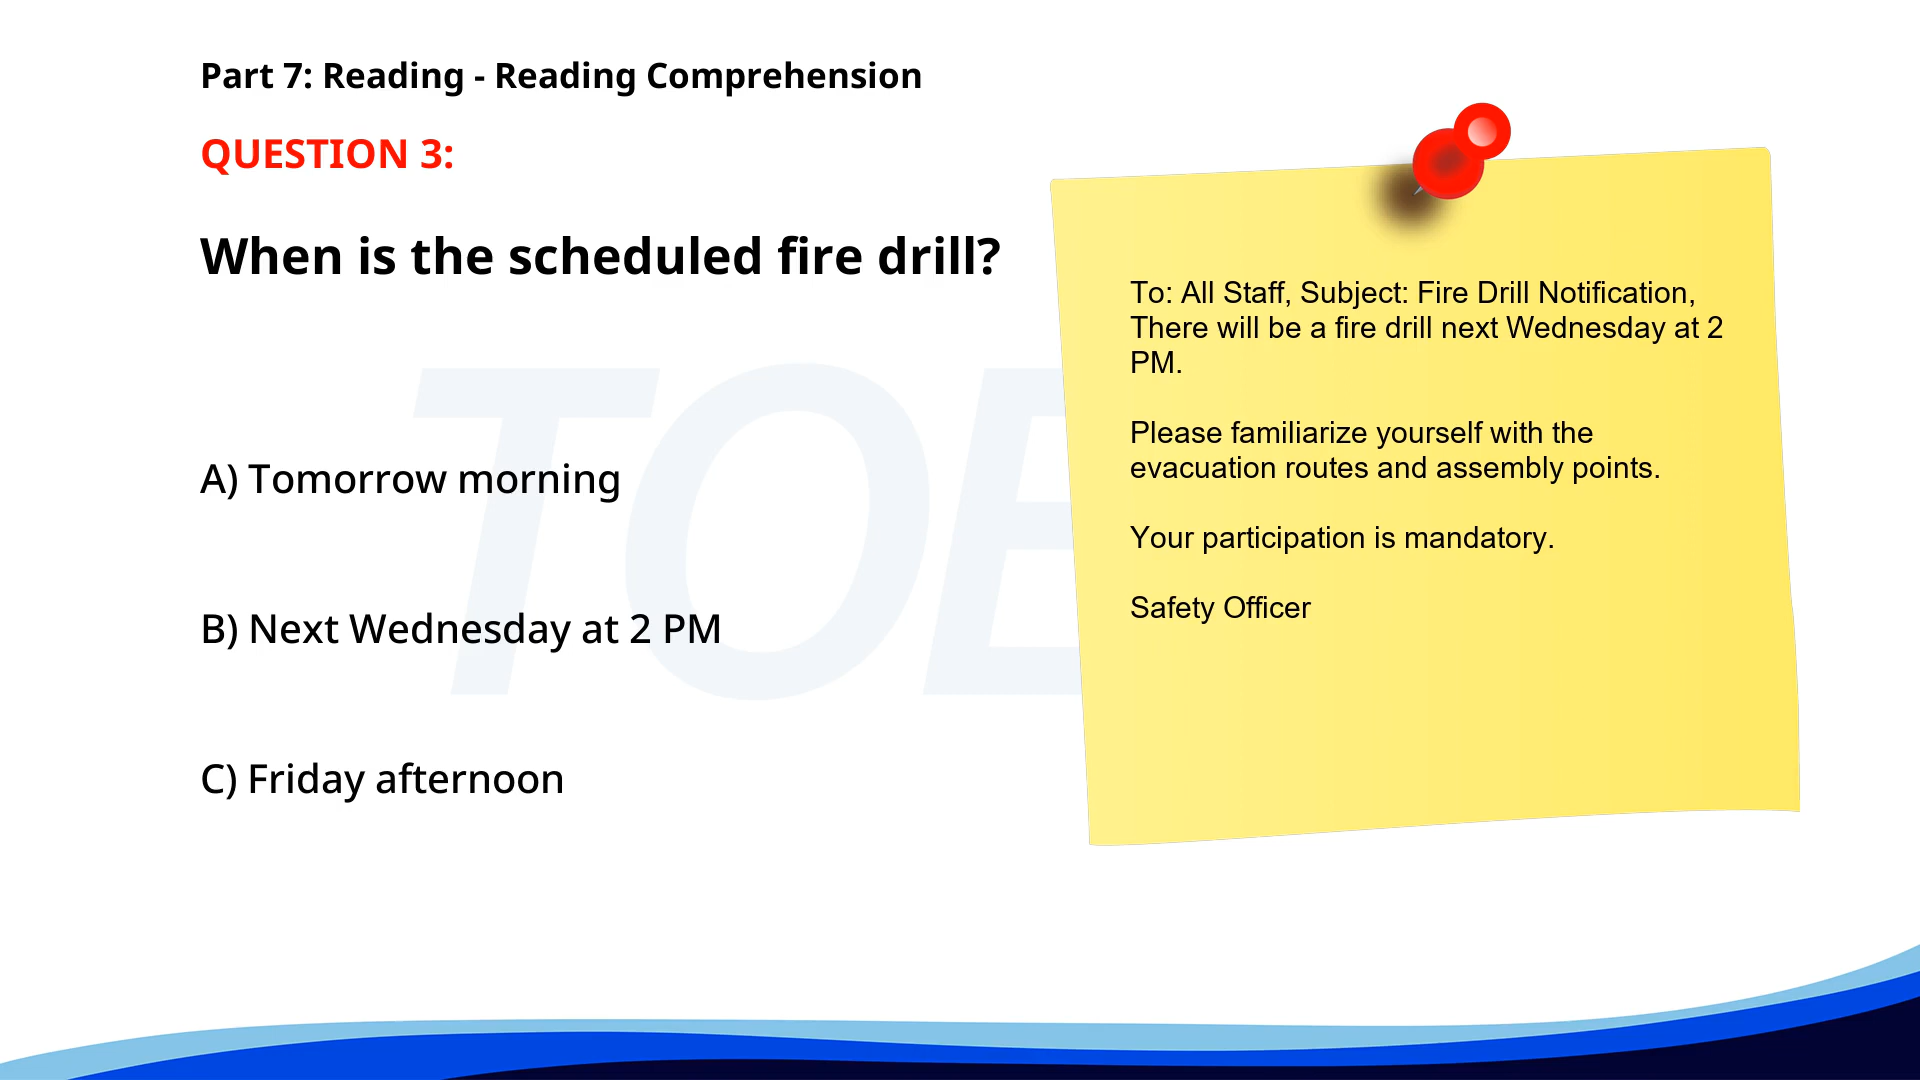 Part 7: Reading - Reading Comprehension
QUESTION 3:
When is the scheduled fire drill?
A) Tomorrow morning
B) Next Wednesday at 2 PM
C) Friday afternoon
To: All Staff, Subject: Fire Drill Notification,
There will be a fire drill next Wednesday at 2
PM.
Please familiarize yourself with the
evacuation routes and assembly points.
Your participation is mandatory.
Safety Officer